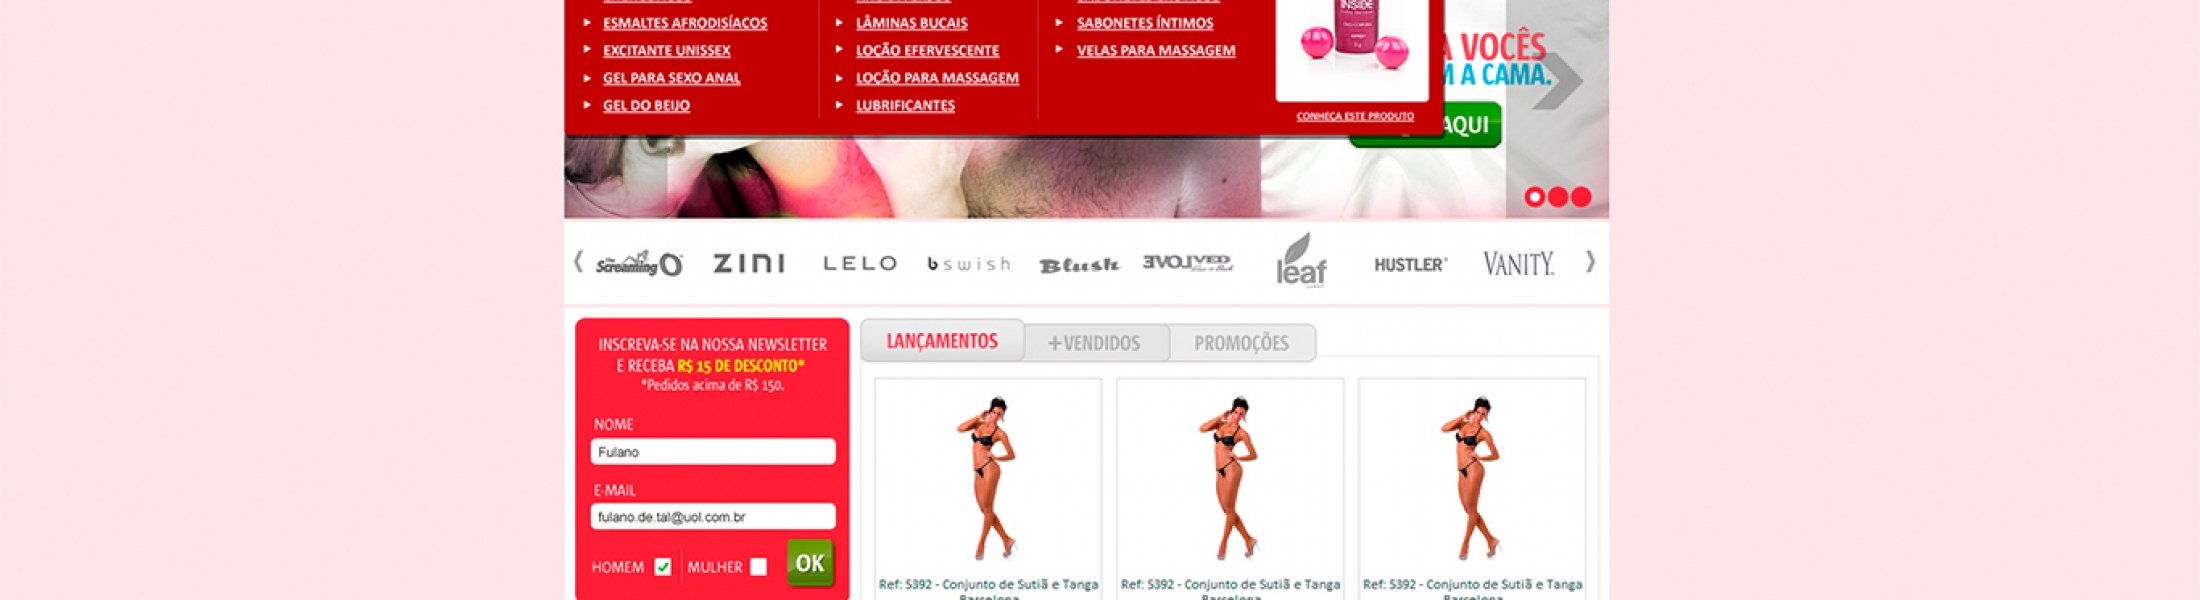 ESMALTES AFRODISÍACOS
EXCITANTE UNISSEX
GEL PARA SEXO ANAL
GEL DO BEIJO
LÂMINAS BUCAIS
LOÇÃO EFERVESCENTE
LOÇÃO PARA MASSAGEM
LUBRIFICANTES
SABONETES ÍNTIMOS
VELAS PARA MASSAGEM
INSIDE
CONHEÇA ESTE PRODUTO
A VOCÊS
M A CAMA.
AQUI
The Screaming O
ZINI
LELO
bswish
Blush
EVOLVED
leaf
HUSTLER
VANITY
INSCREVA-SE NA NOSSA NEWSLETTER
E RECEBA R$ 15 DE DESCONTO*
*Pedidos acima de R$ 150.
NOME
Fulano
E-MAIL
fulano.de.tal@uol.com.br
HOMEM MULHER OK
LANÇAMENTOS +VENDIDOS PROMOÇÕES
Ref: 5392 - Conjunto de Sutiã e Tanga
Barcelona
Ref: 5392 - Conjunto de Sutiã e Tanga
Barcelona
Ref: 5392 - Conjunto de Sutiã e Tanga
Barcelona